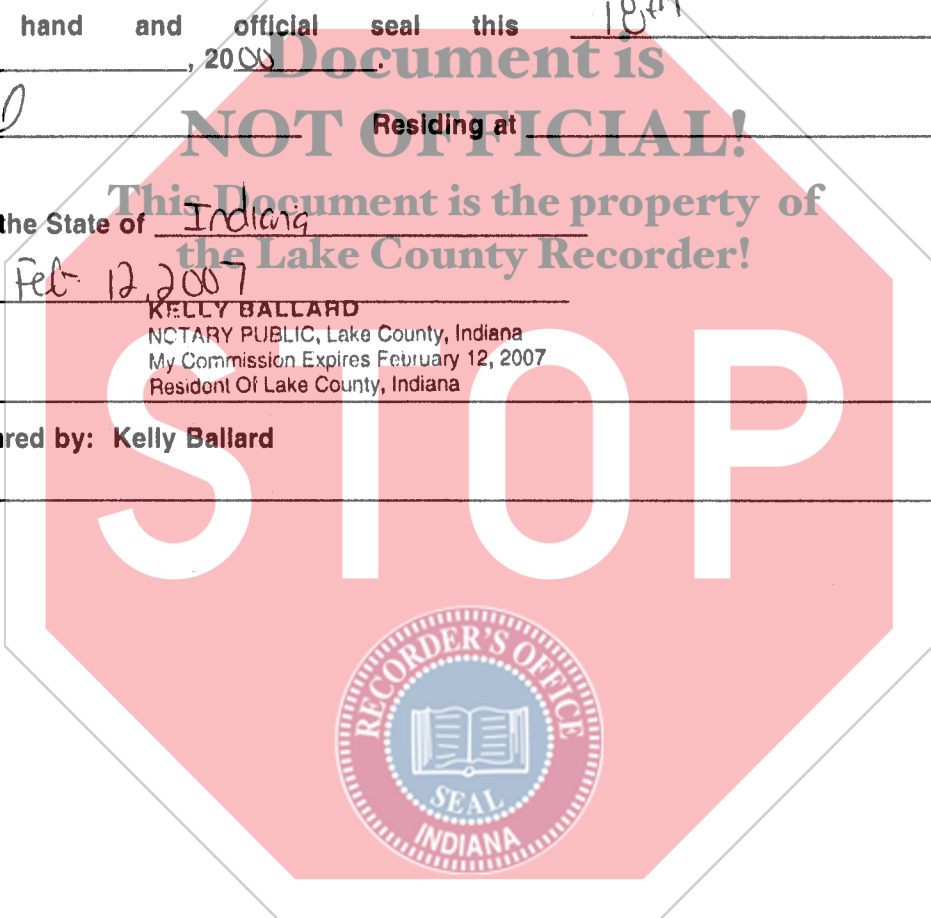 hand and official seal this 18th
, 2000.
Document is
NOT OFFICIAL!
Residing at
This Document is the property of
the State of Indiana
the Lake County Recorder!
Feb 12, 2007
KELLY BALLARD
NOTARY PUBLIC, Lake County, Indiana
My Commission Expires February 12, 2007
Resident Of Lake County, Indiana
ared by: Kelly Ballard
STOP
RECORDER'S OFFICE
SEAL
INDIANA